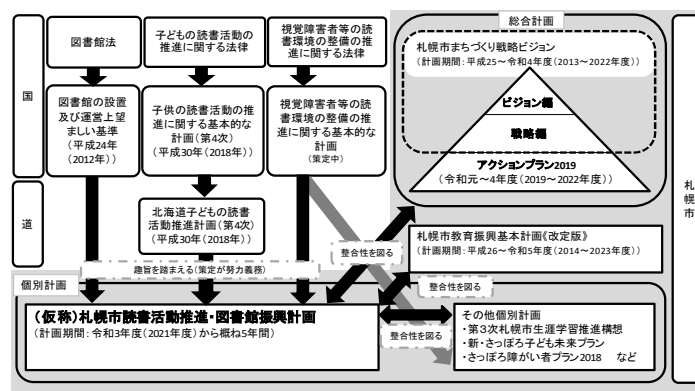 国
図書館法
子どもの読書活動の
推進に関する法律
視覚障害者等の読
書環境の整備の推
進に関する法律
図書館の設置
及び運営上望
ましい基準
(平成24年
(2012年))
子供の読書活動の推
進に関する基本的な
計画(第4次)
(平成30年(2018年))
視覚障害者等の読
書環境の整備の推
進に関する基本的な
計画
(策定中)
道
北海道子どもの読書
活動推進計画(第4次)
(平成30年(2018年))
趣旨を踏まえる(策定が努力義務)
総合計画
札幌市まちづくり戦略ビジョン
(計画期間:平成25~令和4年度(2013~2022年度))
ビジョン編
戦略編
アクションプラン2019
(令和元~4年度(2019~2022年度))
札幌市
整合性を図る
札幌市教育振興基本計画《改定版》
(計画期間:平成26~令和5年度(2014~2023年度))
個別計画
(仮称)札幌市読書活動推進・図書館振興計画
(計画期間:令和3年度(2021年度)から概ね5年間)
整合性を図る
整合性を図る
その他個別計画
・第3次札幌市生涯学習推進構想
・新・さっぽろ子ども未来プラン
・さっぽろ障がい者プラン2018 など